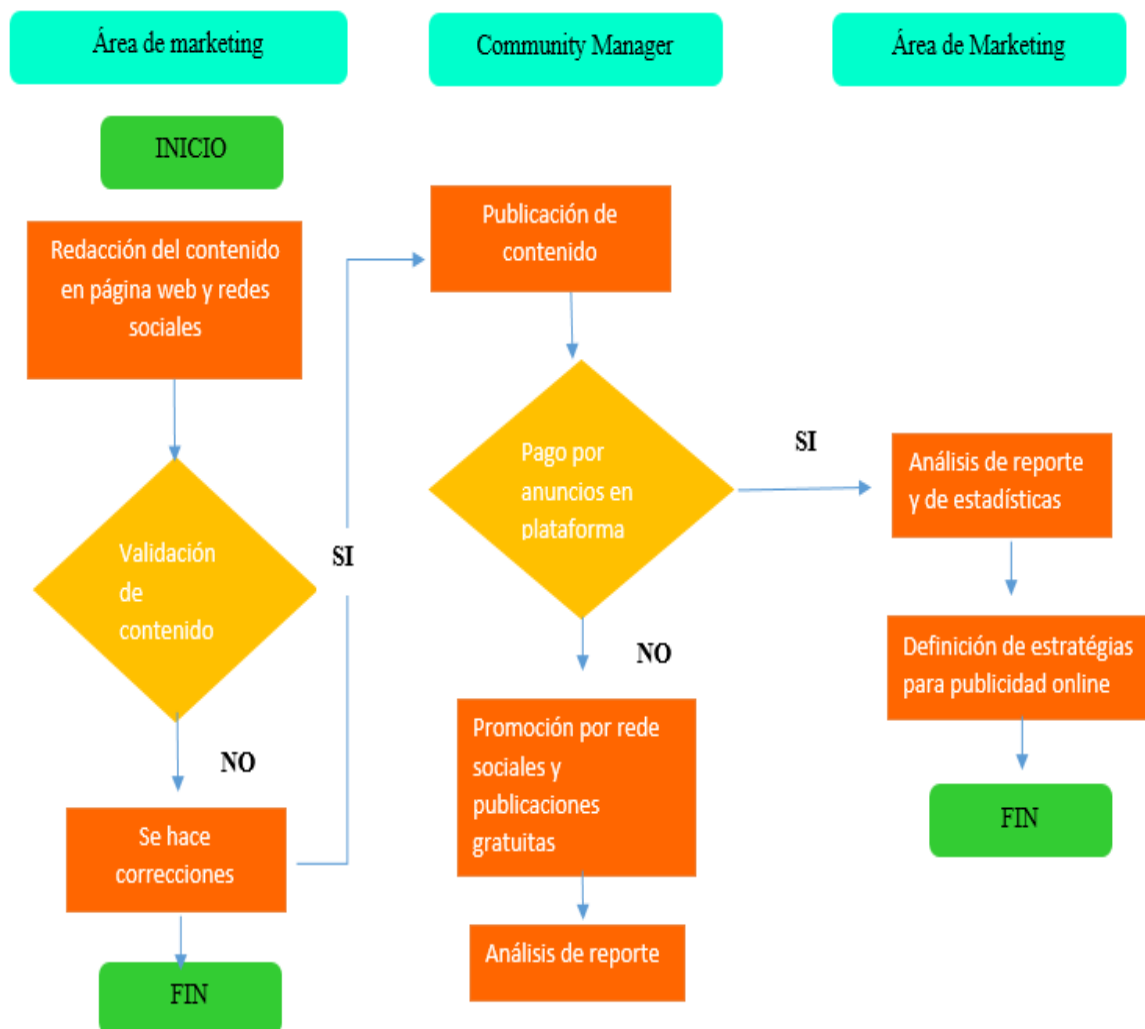 Área de marketing
Community Manager
Área de Marketing
INICIO
Redacción del contenido
en página web y redes
sociales
Validación
de
contenido
SI
NO
Se hace
correcciones
FIN
Publicación de
contenido
Pago por
anuncios en
plataforma
SI
NO
Promoción por rede
sociales y
publicaciones
gratuitas
Análisis de reporte
Análisis de reporte
y de estadísticas
Definición de estratégias
para publicidad online
FIN